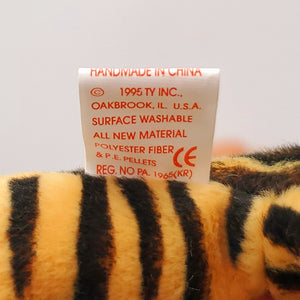 HANDMADE IN CHINA
© 1995 TY INC.,
OAKBROOK, IL. U.S.A.
SURFACE WASHABLE
ALL NEW MATERIAL
POLYESTER FIBER
& P.E. PELLETS CE
REG. NO PA. 1965(KR)